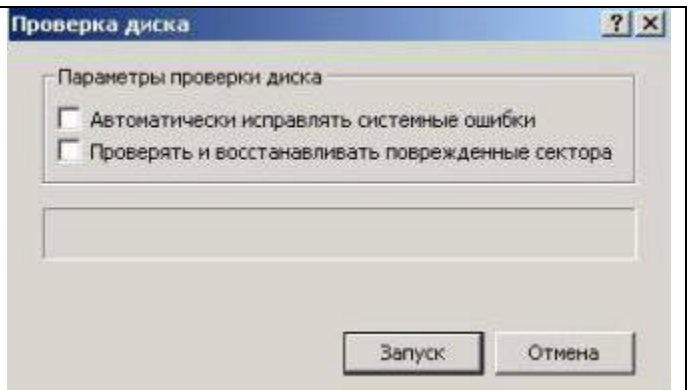 Проверка диска
Параметры проверки диска
Автоматически исправлять системные ошибки
Проверять и восстанавливать поврежденные сектора
Запуск
Отмена